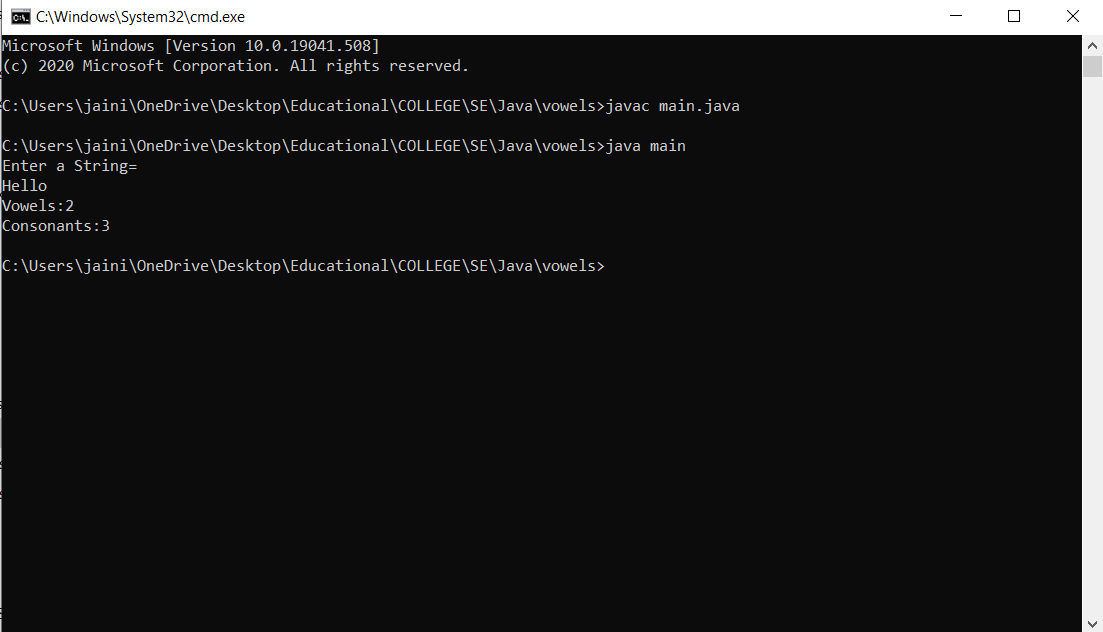 C:\Windows\System32\cmd.exe
Microsoft Windows [Version 10.0.19041.508]
(c) 2020 Microsoft Corporation. All rights reserved.
C:\Users\jaini\OneDrive\Desktop\Educational\COLLEGE\SE\Java\vowels>javac main.java
C:\Users\jaini\OneDrive\Desktop\Educational\COLLEGE\SE\Java\vowels>java main
Enter a String=
Hello
Vowels:2
Consonants:3
C:\Users\jaini\OneDrive\Desktop\Educational\COLLEGE\SE\Java\vowels>